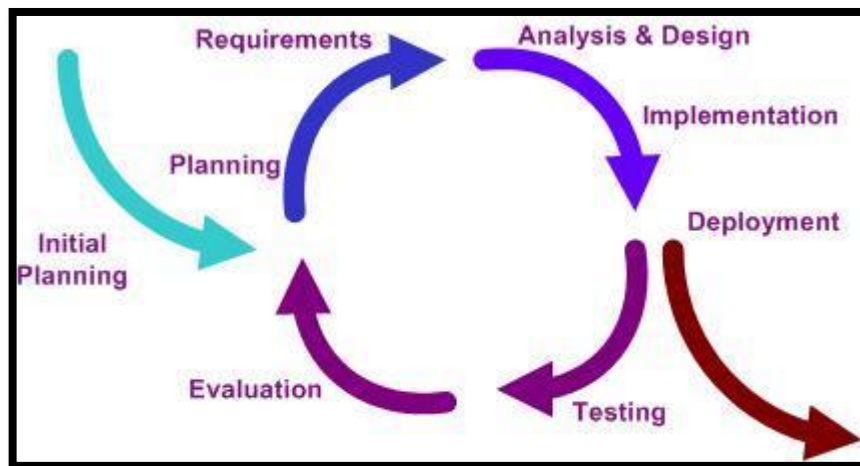 Requirements
Analysis & Design
Implementation
Planning
Deployment
Initial
Planning
Evaluation
Testing